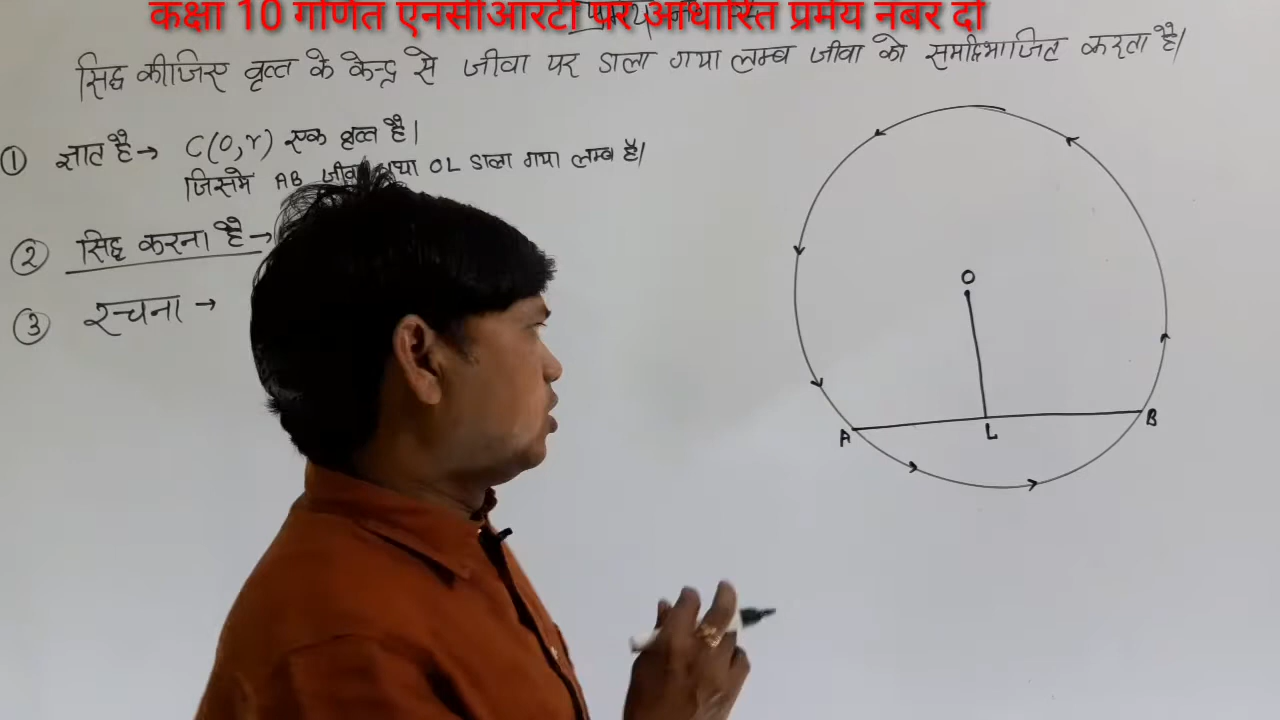 कक्षा 10 गणित एनसीआरटी पर आधारित प्रमेय नंबर दो
सिद्ध कीजिए वृत्त के केन्द्र से जीवा पर डाला गया लम्ब जीवा को समद्विभाजित करता है।
① ज्ञात है → C(O,r) एक वृत्त है।
जिसमें AB जीवा तथा OL डाला गया लम्ब है।
② सिद्ध करना है →
③ रचना →
O
A
L
B